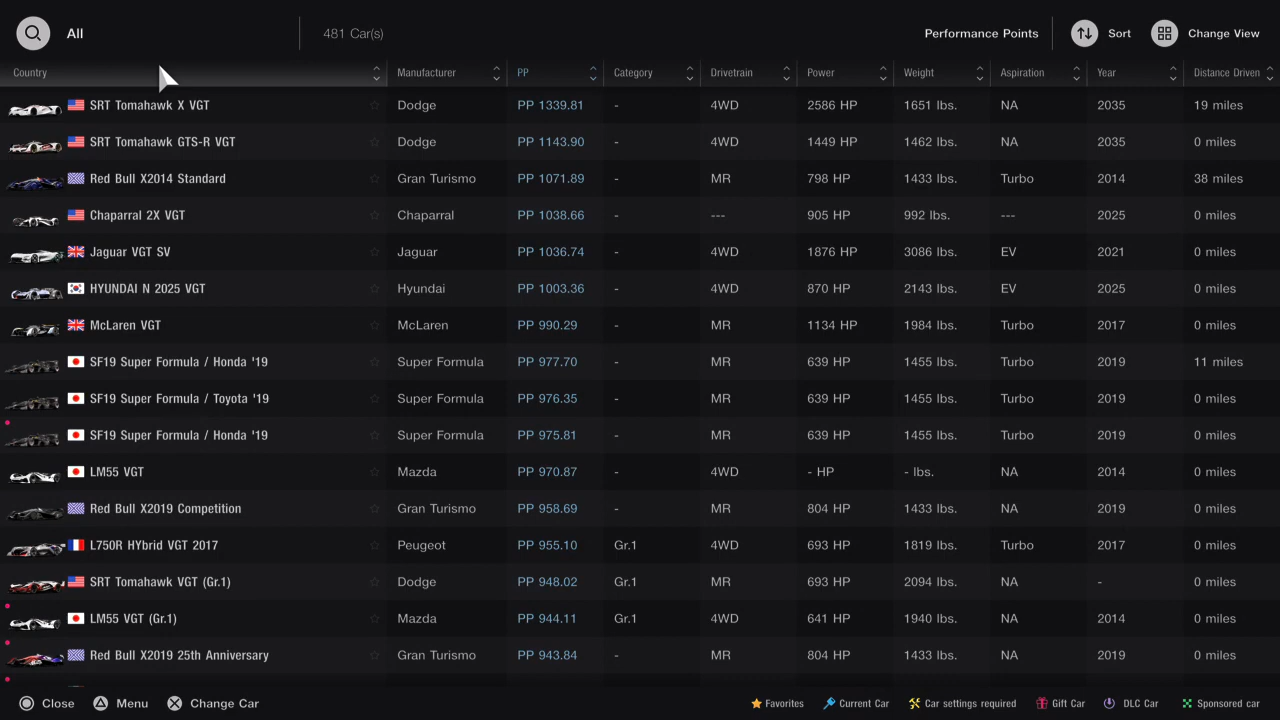 All 481 Car(s) Performance Points Sort Change View
Country Manufacturer PP Category Drivetrain Power Weight Aspiration Year Distance Driven
SRT Tomahawk X VGT Dodge PP 1339.81 - 4WD 2586 HP 1651 lbs. NA 2035 19 miles
SRT Tomahawk GTS-R VGT Dodge PP 1143.90 - 4WD 1449 HP 1462 lbs. NA 2035 0 miles
Red Bull X2014 Standard Gran Turismo PP 1071.89 - MR 798 HP 1433 lbs. Turbo 2014 38 miles
Chaparral 2X VGT Chaparral PP 1038.66 - --- 905 HP 992 lbs. --- 2025 0 miles
Jaguar VGT SV Jaguar PP 1036.74 - 4WD 1876 HP 3086 lbs. EV 2021 0 miles
HYUNDAI N 2025 VGT Hyundai PP 1003.36 - 4WD 870 HP 2143 lbs. EV 2025 0 miles
McLaren VGT McLaren PP 990.29 - MR 1134 HP 1984 lbs. Turbo 2017 0 miles
SF19 Super Formula / Honda '19 Super Formula PP 977.70 - MR 639 HP 1455 lbs. Turbo 2019 11 miles
SF19 Super Formula / Toyota '19 Super Formula PP 976.35 - MR 639 HP 1455 lbs. Turbo 2019 0 miles
SF19 Super Formula / Honda '19 Super Formula PP 975.81 - MR 639 HP 1455 lbs. Turbo 2019 0 miles
LM55 VGT Mazda PP 970.87 - 4WD - HP - lbs. NA 2014 0 miles
Red Bull X2019 Competition Gran Turismo PP 958.69 - MR 804 HP 1433 lbs. NA 2019 0 miles
L750R HYbrid VGT 2017 Peugeot PP 955.10 Gr.1 4WD 693 HP 1819 lbs. Turbo 2017 0 miles
SRT Tomahawk VGT (Gr.1) Dodge PP 948.02 Gr.1 MR 693 HP 2094 lbs. NA - 0 miles
LM55 VGT (Gr.1) Mazda PP 944.11 Gr.1 4WD 641 HP 1940 lbs. NA 2014 0 miles
Red Bull X2019 25th Anniversary Gran Turismo PP 943.84 - MR 804 HP 1433 lbs. NA 2019 0 miles
Close Menu Change Car Favorites Current Car Car settings required Gift Car DLC Car Sponsored car